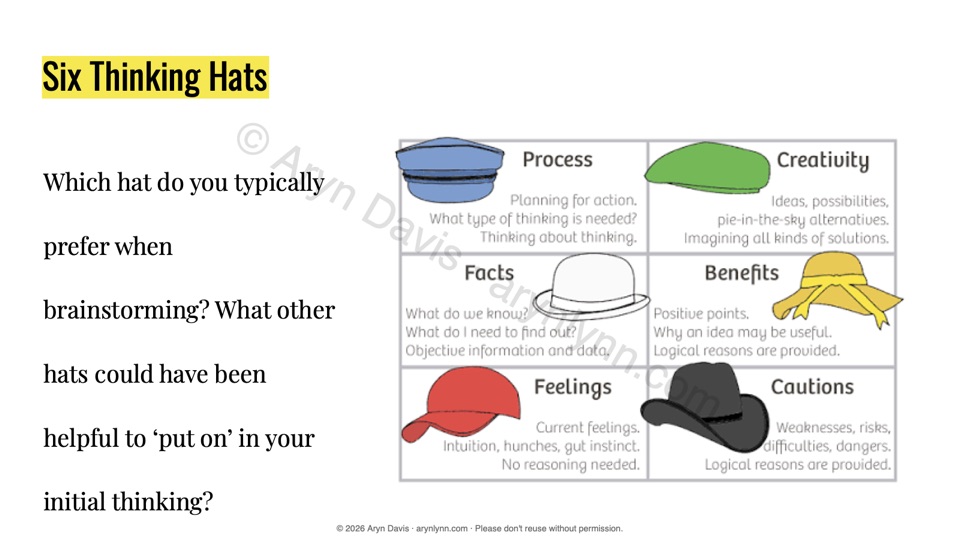 Six Thinking Hats
Which hat do you typically
prefer when
brainstorming? What other
hats could have been
helpful to ‘put on’ in your
initial thinking?
Process
Planning for action.
What type of thinking is needed?
Thinking about thinking.
Creativity
Ideas, possibilities,
pie-in-the-sky alternatives.
Imagining all kinds of solutions.
Facts
What do we know?
What do I need to find out?
Objective information and data.
Benefits
Positive points.
Why an idea may be useful.
Logical reasons are provided.
Feelings
Current feelings.
Intuition, hunches, gut instinct.
No reasoning needed.
Cautions
Weaknesses, risks,
difficulties, dangers.
Logical reasons are provided.
© Aryn Davis arynlynn.com
© 2026 Aryn Davis · arynlynn.com · Please don't reuse without permission.